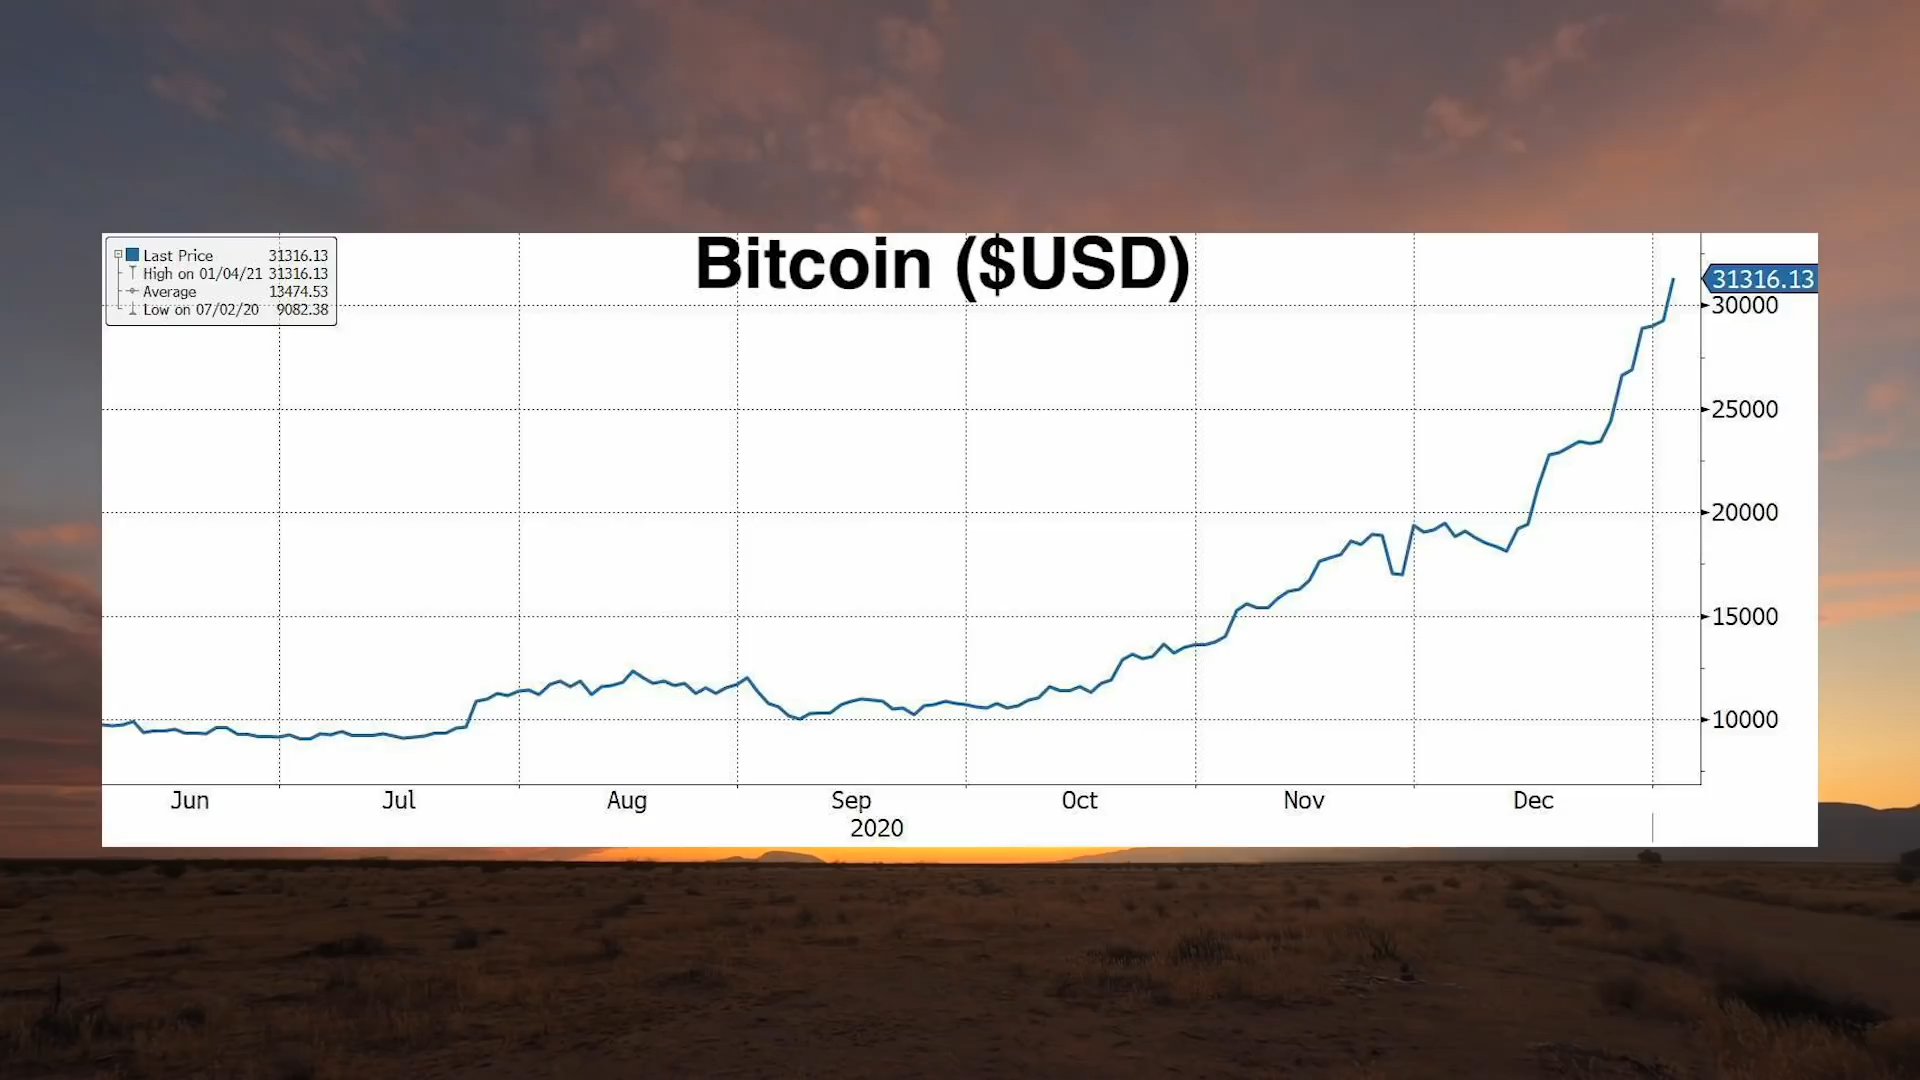 Bitcoin ($USD)
Last Price 31316.13
High on 01/04/21 31316.13
Average 13474.53
Low on 07/02/20 9082.38
31316.13
30000
25000
20000
15000
10000
Jun Jul Aug Sep Oct Nov Dec
2020